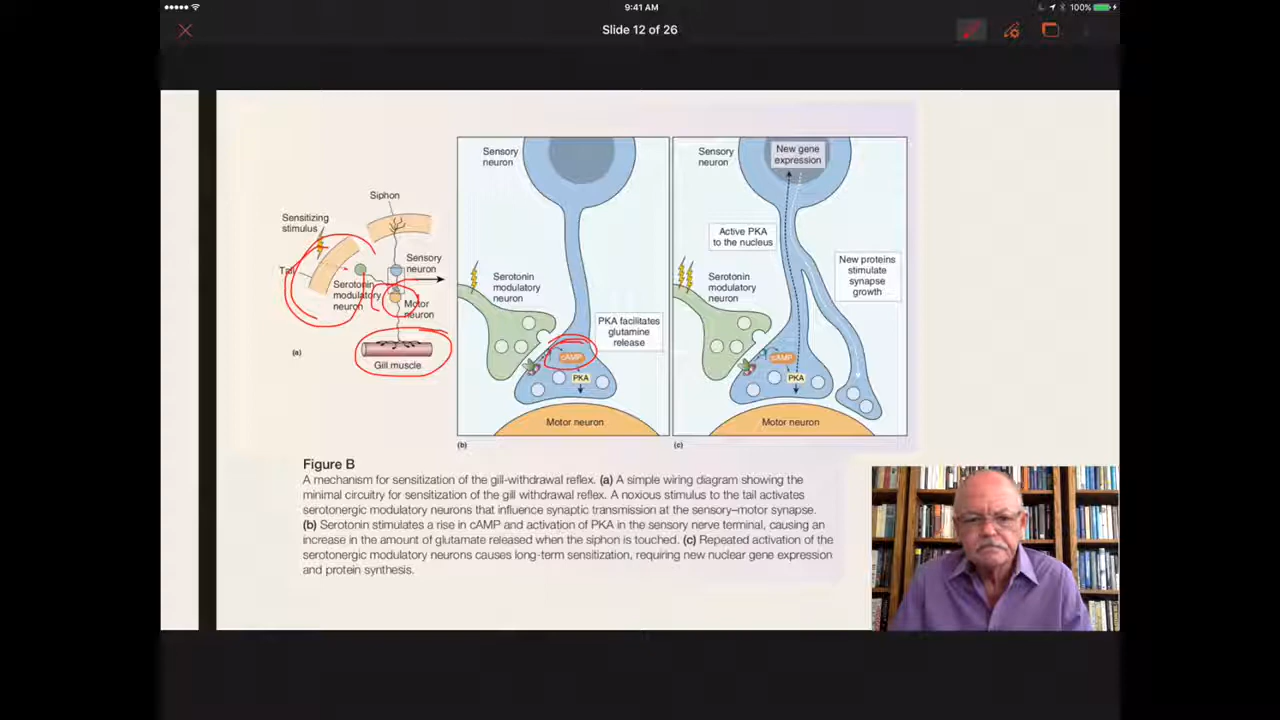 9:41 AM
100%
Slide 12 of 26
Siphon
Sensitizing
stimulus
Tail
Sensory
neuron
Serotonin
modulatory
neuron
Motor
neuron
Gill muscle
(a)
Sensory
neuron
Serotonin
modulatory
neuron
PKA facilitates
glutamine
release
cAMP
PKA
Motor neuron
(b)
Sensory
neuron
New gene
expression
Active PKA
to the nucleus
New proteins
stimulate
synapse
growth
Serotonin
modulatory
neuron
cAMP
PKA
Motor neuron
(c)
Figure B
A mechanism for sensitization of the gill-withdrawal reflex. (a) A simple wiring diagram showing the
minimal circuitry for sensitization of the gill withdrawal reflex. A noxious stimulus to the tail activates
serotonergic modulatory neurons that influence synaptic transmission at the sensory–motor synapse.
(b) Serotonin stimulates a rise in cAMP and activation of PKA in the sensory nerve terminal, causing an
increase in the amount of glutamate released when the siphon is touched. (c) Repeated activation of the
serotonergic modulatory neurons causes long-term sensitization, requiring new nuclear gene expression
and protein synthesis.